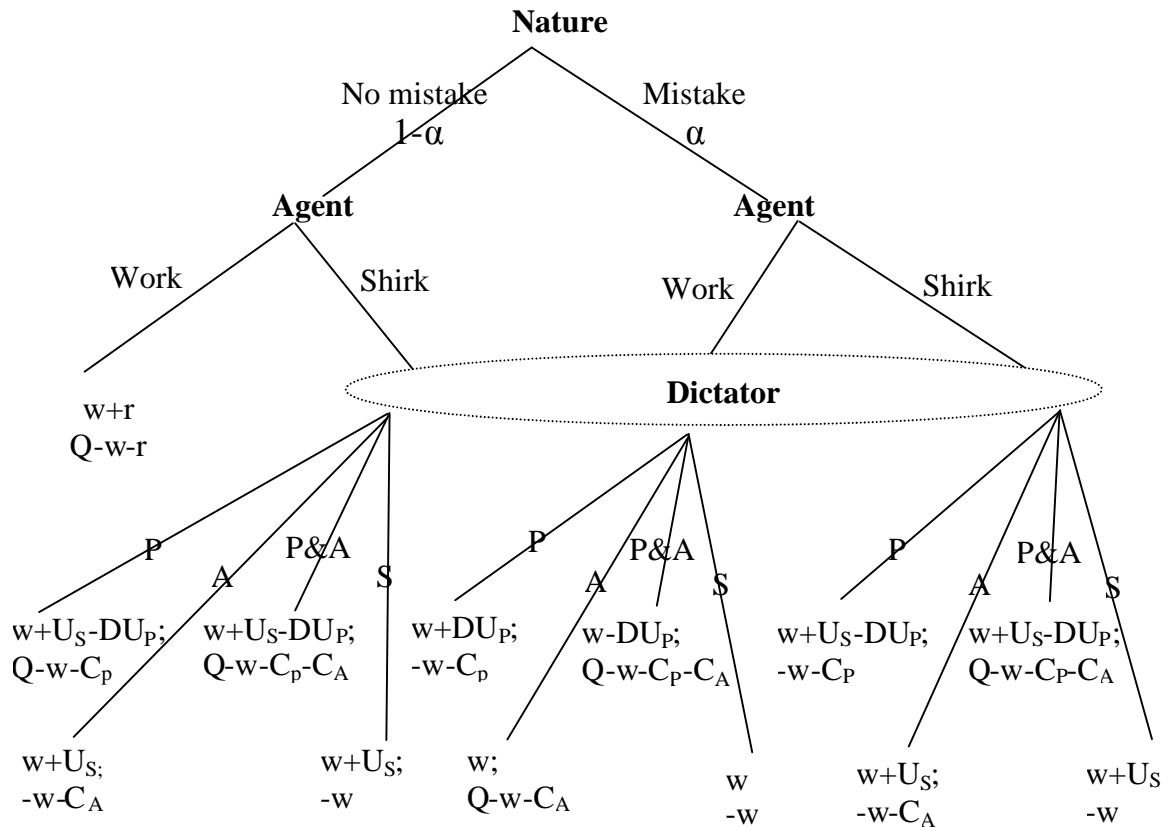 Nature
No mistake Mistake
1-α α
Agent Agent
Work Shirk Work Shirk
Dictator
w+r
Q-w-r
P A P&A S P A P&A S P A P&A S
w+US-DUP; w+US-DUP; w+DUP; w-DUP; w+US-DUP; w+US-DUP;
Q-w-Cp Q-w-Cp-CA -w-Cp Q-w-CP-CA -w-CP Q-w-CP-CA
w+US; w+US; w; w w+US; w+US
-w-CA -w Q-w-CA -w -w-CA -w